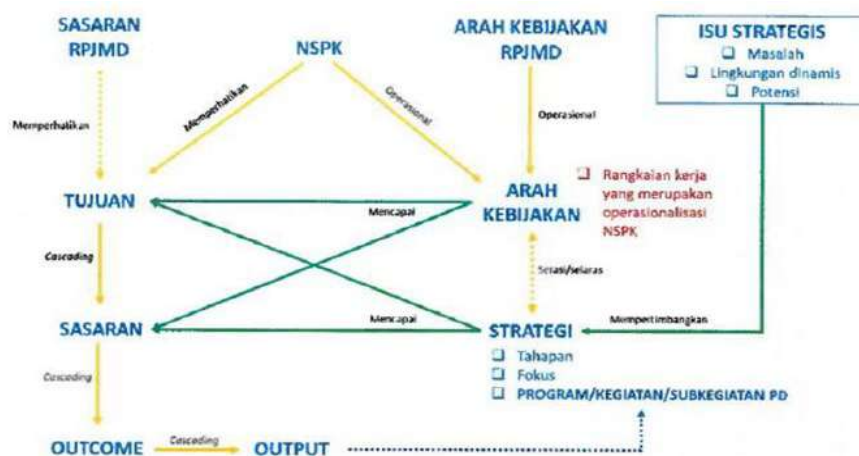 SASARAN
RPJMD
NSPK
ARAH KEBIJAKAN
RPJMD
ISU STRATEGIS
Masalah
Lingkungan dinamis
Potensi
Memperhatikan
Memperhatikan
Operasional
Operasional
TUJUAN
Mencapai
ARAH
KEBIJAKAN
Rangkaian kerja
yang merupakan
operasionalisasi
NSPK
Cascading
Serasi/selaras
SASARAN
Mencapai
STRATEGI
Mempertimbangkan
Tahapan
Fokus
PROGRAM/KEGIATAN/SUBKEGIATAN PD
Cascading
OUTCOME
Cascading
OUTPUT